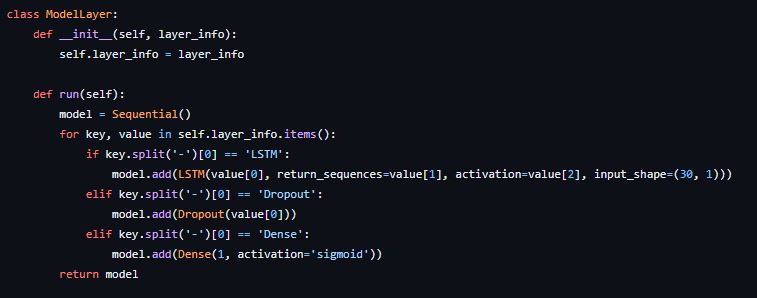 class ModelLayer:
    def __init__(self, layer_info):
        self.layer_info = layer_info

    def run(self):
        model = Sequential()
        for key, value in self.layer_info.items():
            if key.split('-')[0] == 'LSTM':
                model.add(LSTM(value[0], return_sequences=value[1], activation=value[2], input_shape=(30, 1)))
            elif key.split('-')[0] == 'Dropout':
                model.add(Dropout(value[0]))
            elif key.split('-')[0] == 'Dense':
                model.add(Dense(1, activation='sigmoid'))
        return model